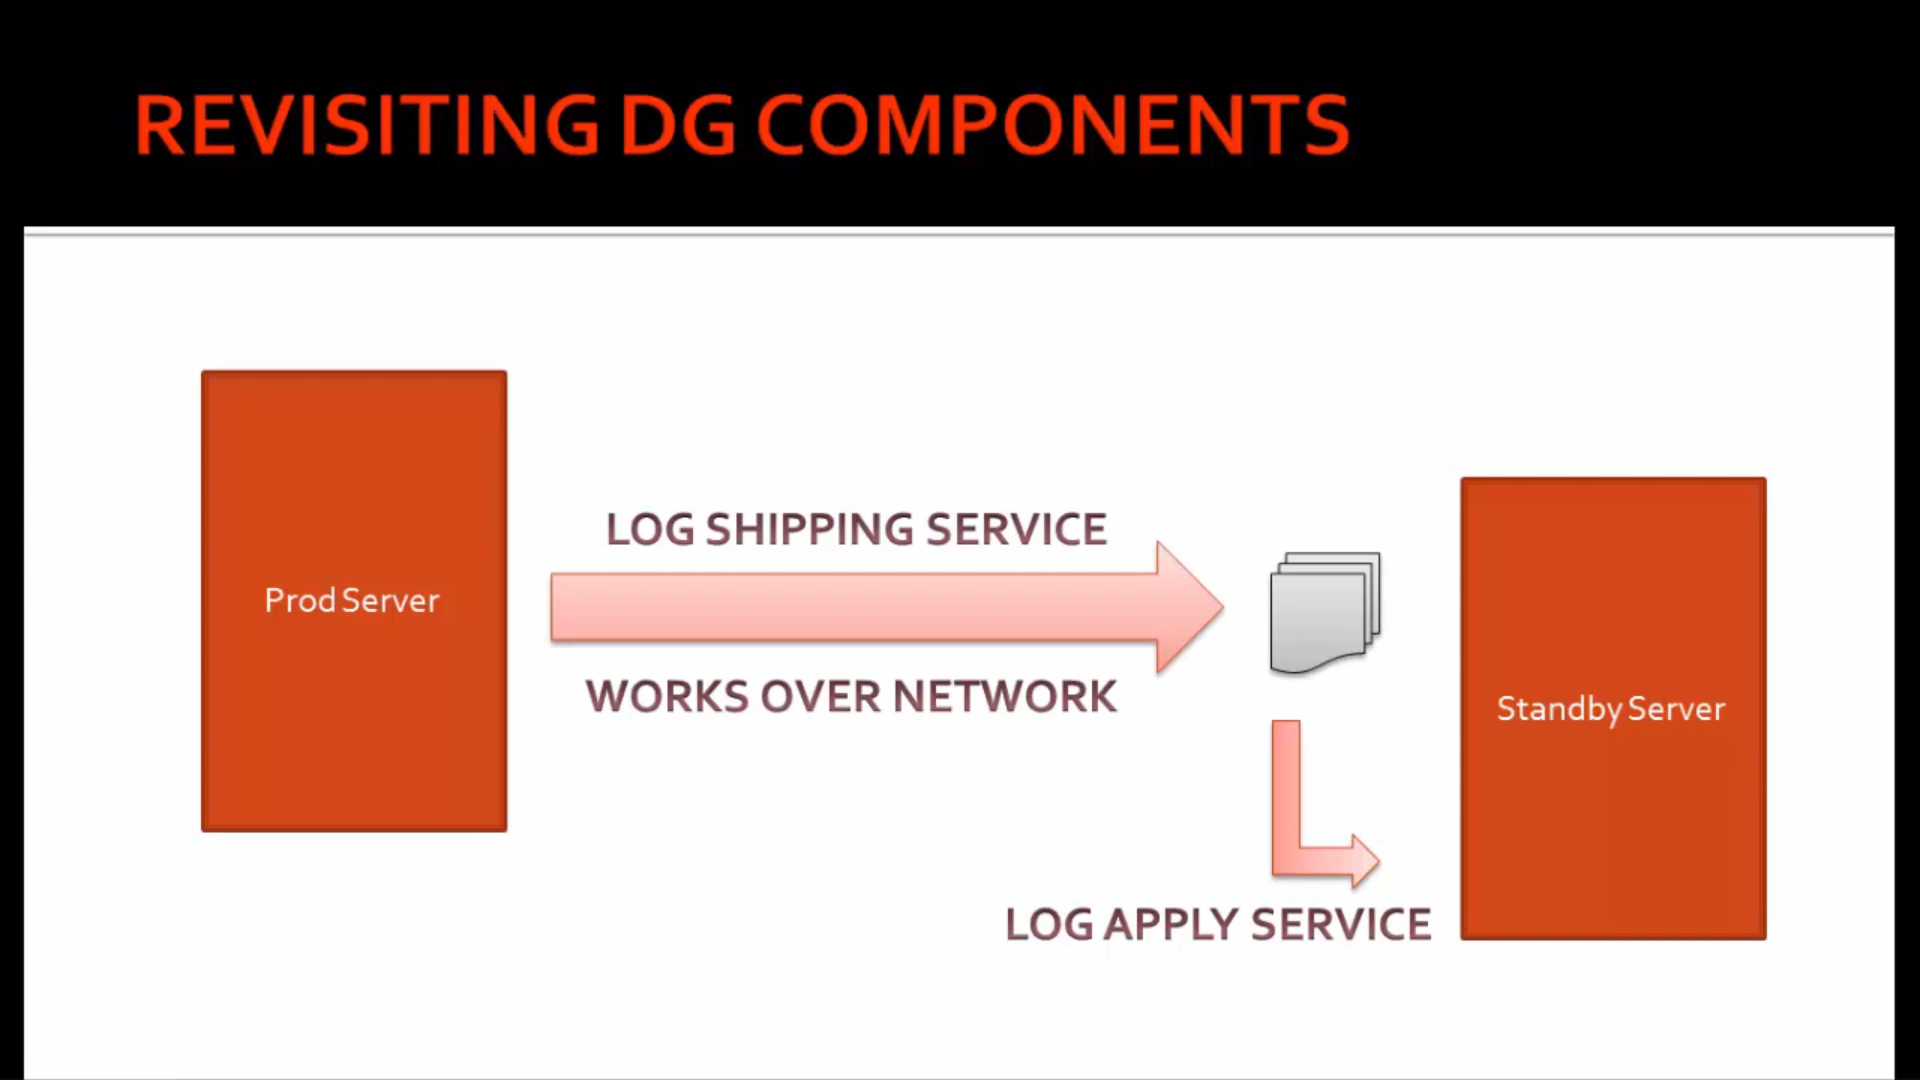 REVISITING DG COMPONENTS
LOG SHIPPING SERVICE
Prod Server
WORKS OVER NETWORK
Standby Server
LOG APPLY SERVICE